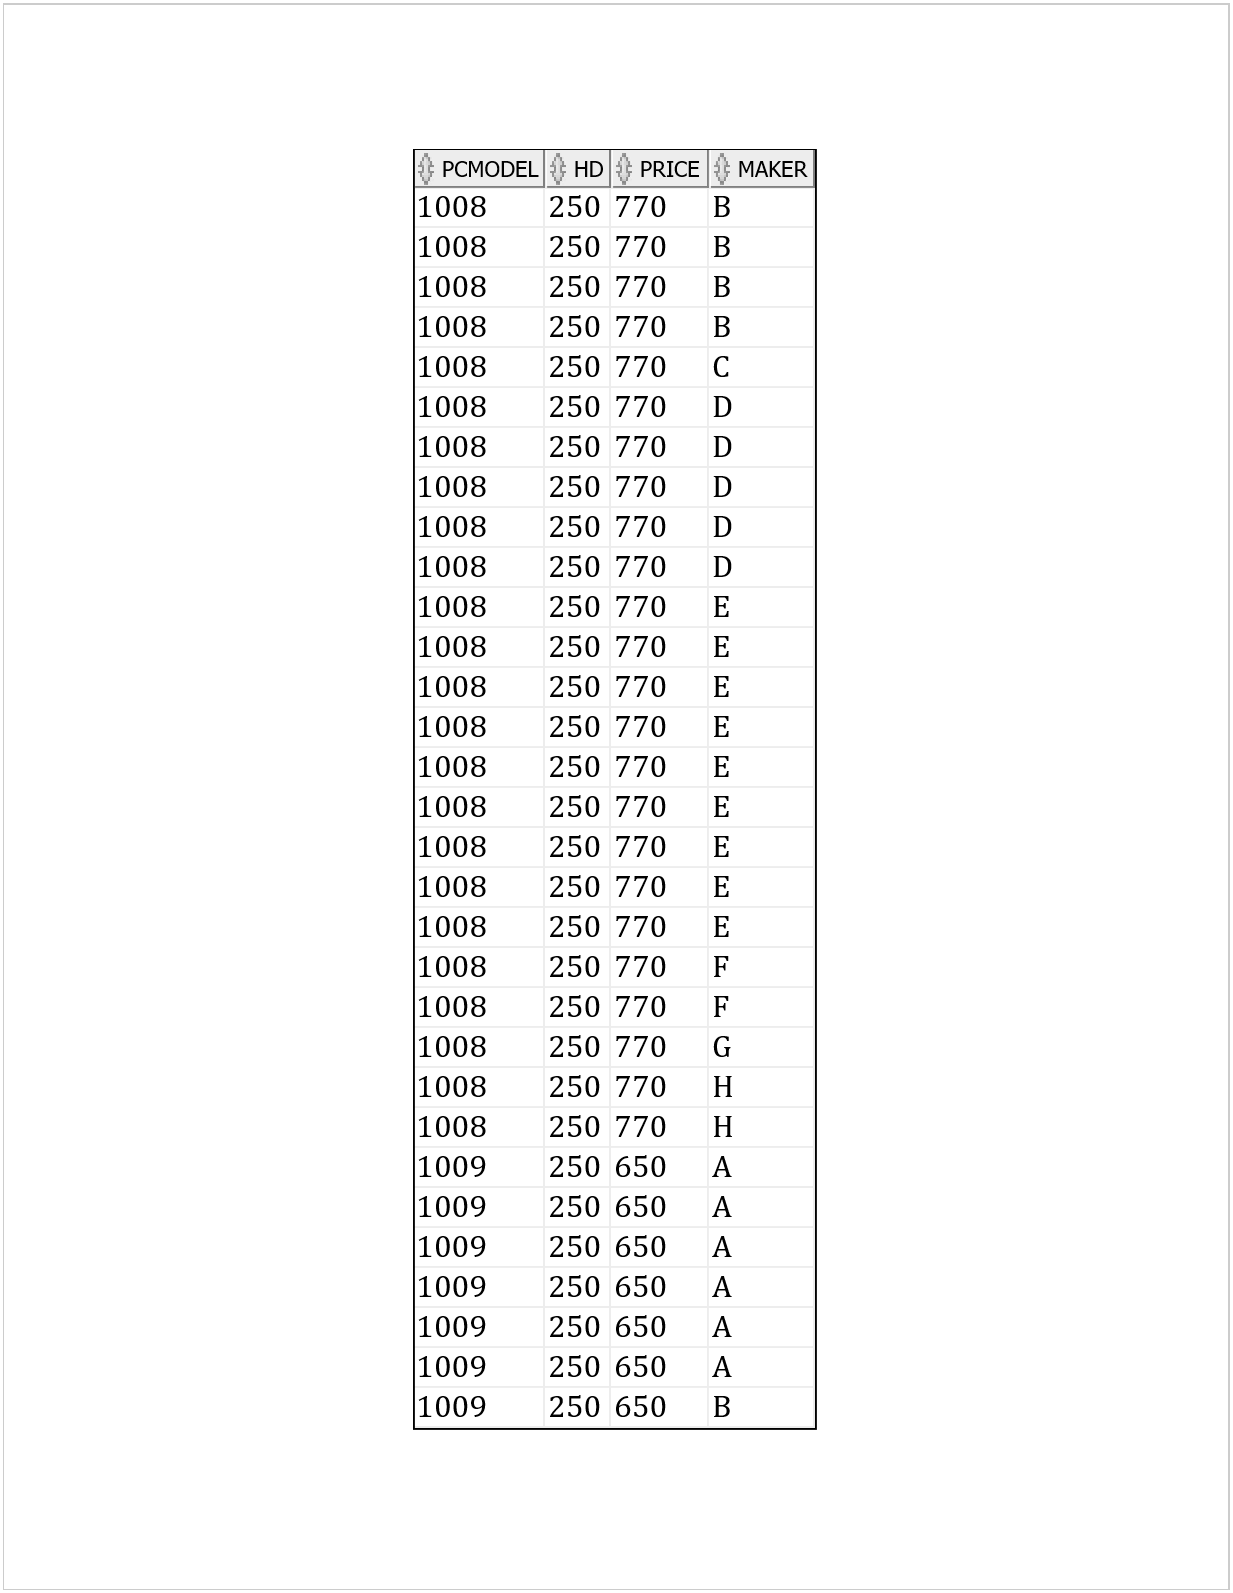 PCMODEL HD PRICE MAKER
1008 250 770 B
1008 250 770 B
1008 250 770 B
1008 250 770 B
1008 250 770 C
1008 250 770 D
1008 250 770 D
1008 250 770 D
1008 250 770 D
1008 250 770 D
1008 250 770 E
1008 250 770 E
1008 250 770 E
1008 250 770 E
1008 250 770 E
1008 250 770 E
1008 250 770 E
1008 250 770 E
1008 250 770 E
1008 250 770 F
1008 250 770 F
1008 250 770 G
1008 250 770 H
1008 250 770 H
1009 250 650 A
1009 250 650 A
1009 250 650 A
1009 250 650 A
1009 250 650 A
1009 250 650 A
1009 250 650 B